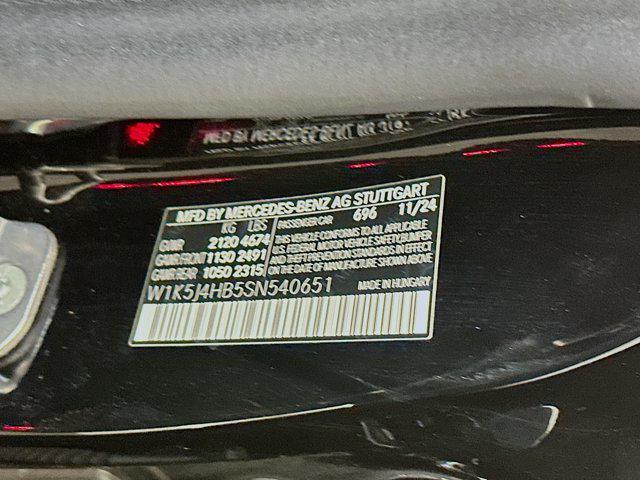 MFD BY MERCEDES-BENZ AG STUTTGART
KG LBS PASSENGER CAR 696 11/24
GVWR 2120 4674
GAWR FRONT 1130 2491
GAWR REAR 1050 2315
THIS VEHICLE CONFORMS TO ALL APPLICABLE
U.S. FEDERAL MOTOR VEHICLE SAFETY, BUMPER
AND THEFT PREVENTION STANDARDS IN EFFECT
ON THE DATE OF MANUFACTURE SHOWN ABOVE
W1K5J4HB5SN540651 MADE IN HUNGARY